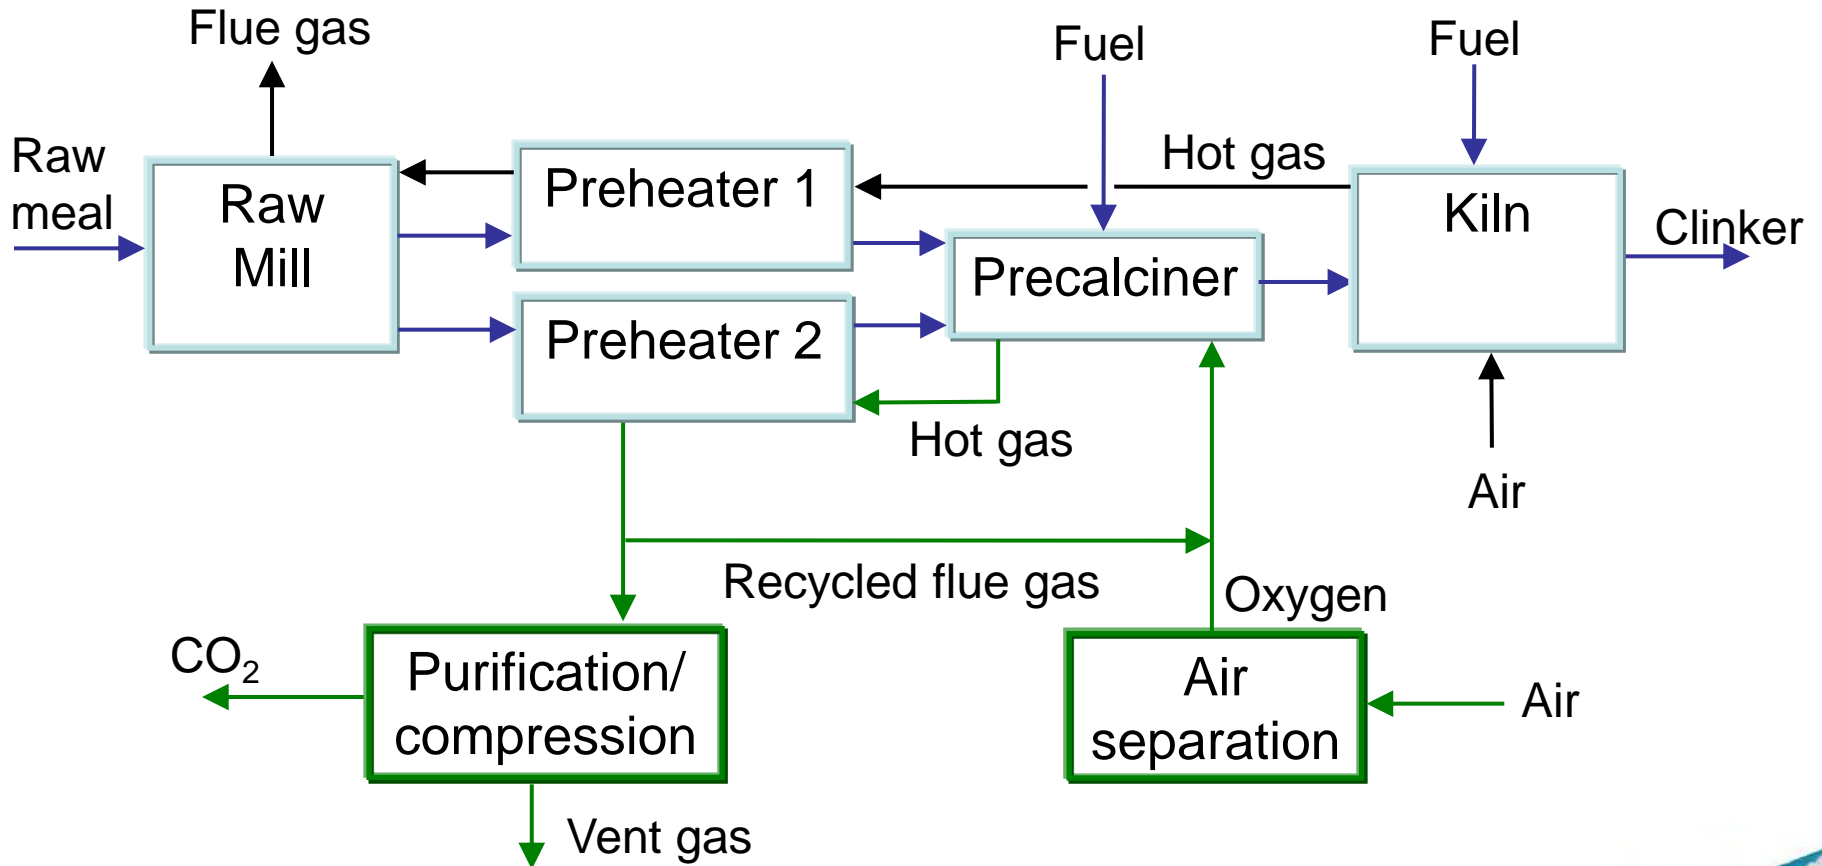 Flue gas
Fuel
Fuel
Raw
meal
Raw
Mill
Preheater 1
Hot gas
Kiln
Clinker
Precalciner
Preheater 2
Hot gas
Air
Recycled flue gas
Oxygen
CO₂
Purification/
compression
Air
separation
Air
Vent gas